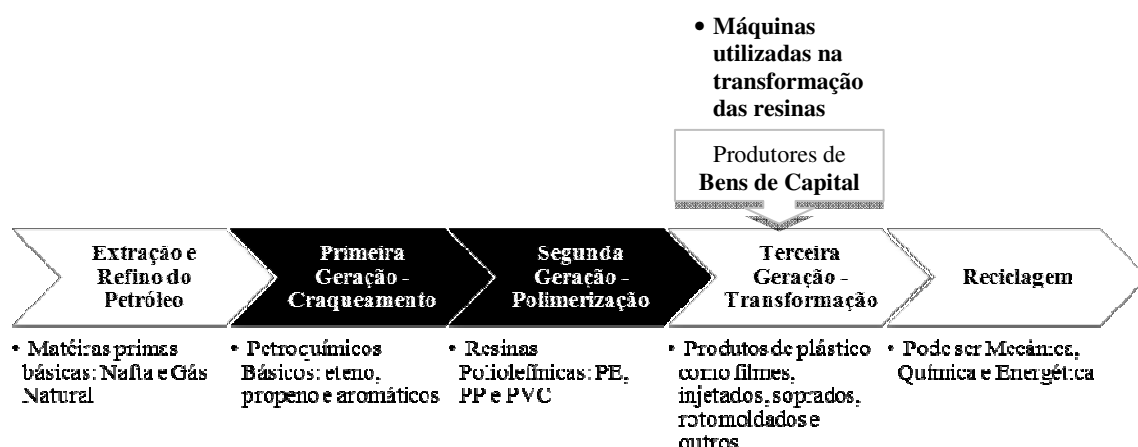 • Máquinas
utilizadas na
transformação
das resinas
Produtores de
Bens de Capital
Extração e
Refino do
Petróleo
Primeira
Geração -
Craqueamento
Segunda
Geração -
Polimerização
Terceira
Geração -
Transformação
Reciclagem
• Matéiras primas
básicas: Nafta e Gás
Natural
• Petroquímicos
Básicos: eteno,
propeno e aromáticos
• Resinas
Poliolefínicas: PE,
PP e PVC
• Produtos de plástico
como filmes,
injetados, soprados,
rotomoldados e
outros
• Pode ser Mecânica,
Química e Energética